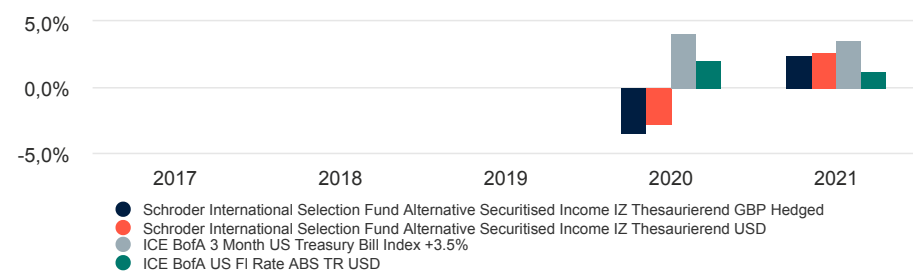 5,0%
0,0%
-5,0%
2017 2018 2019 2020 2021
Schroder International Selection Fund Alternative Securitised Income IZ Thesaurierend GBP Hedged
Schroder International Selection Fund Alternative Securitised Income IZ Thesaurierend USD
ICE BofA 3 Month US Treasury Bill Index +3.5%
ICE BofA US Fl Rate ABS TR USD